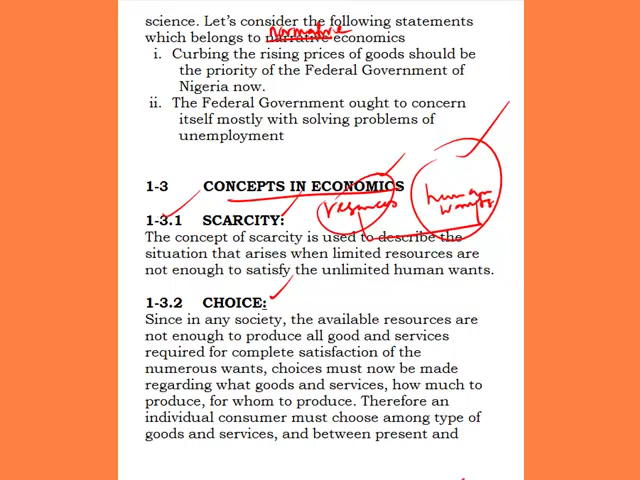 science. Let's consider the following statements
normative
which belongs to narrative economics
i. Curbing the rising prices of goods should be
the priority of the Federal Government of
Nigeria now.
ii. The Federal Government ought to concern
itself mostly with solving problems of
unemployment
1-3 CONCEPTS IN ECONOMICS
resources
human
wants
1-3.1 SCARCITY:
The concept of scarcity is used to describe the
situation that arises when limited resources are
not enough to satisfy the unlimited human wants.
1-3.2 CHOICE:
Since in any society, the available resources are
not enough to produce all good and services
required for complete satisfaction of the
numerous wants, choices must now be made
regarding what goods and services, how much to
produce, for whom to produce. Therefore an
individual consumer must choose among type of
goods and services, and between present and